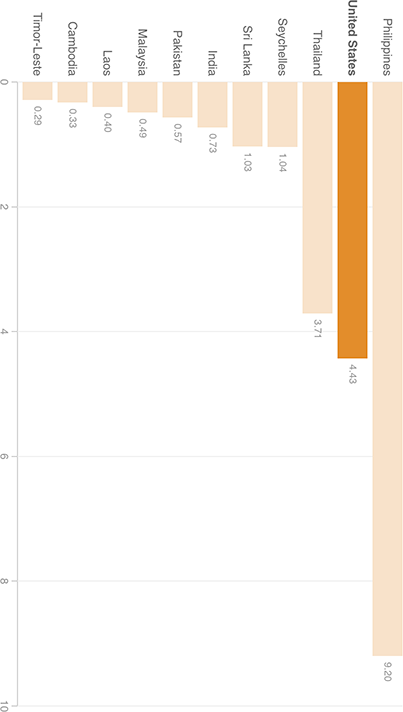 Philippines 9.20
United States 4.43
Thailand 3.71
Seychelles 1.04
Sri Lanka 1.03
India 0.73
Pakistan 0.57
Malaysia 0.49
Laos 0.40
Cambodia 0.33
Timor-Leste 0.29
0 2 4 6 8 10